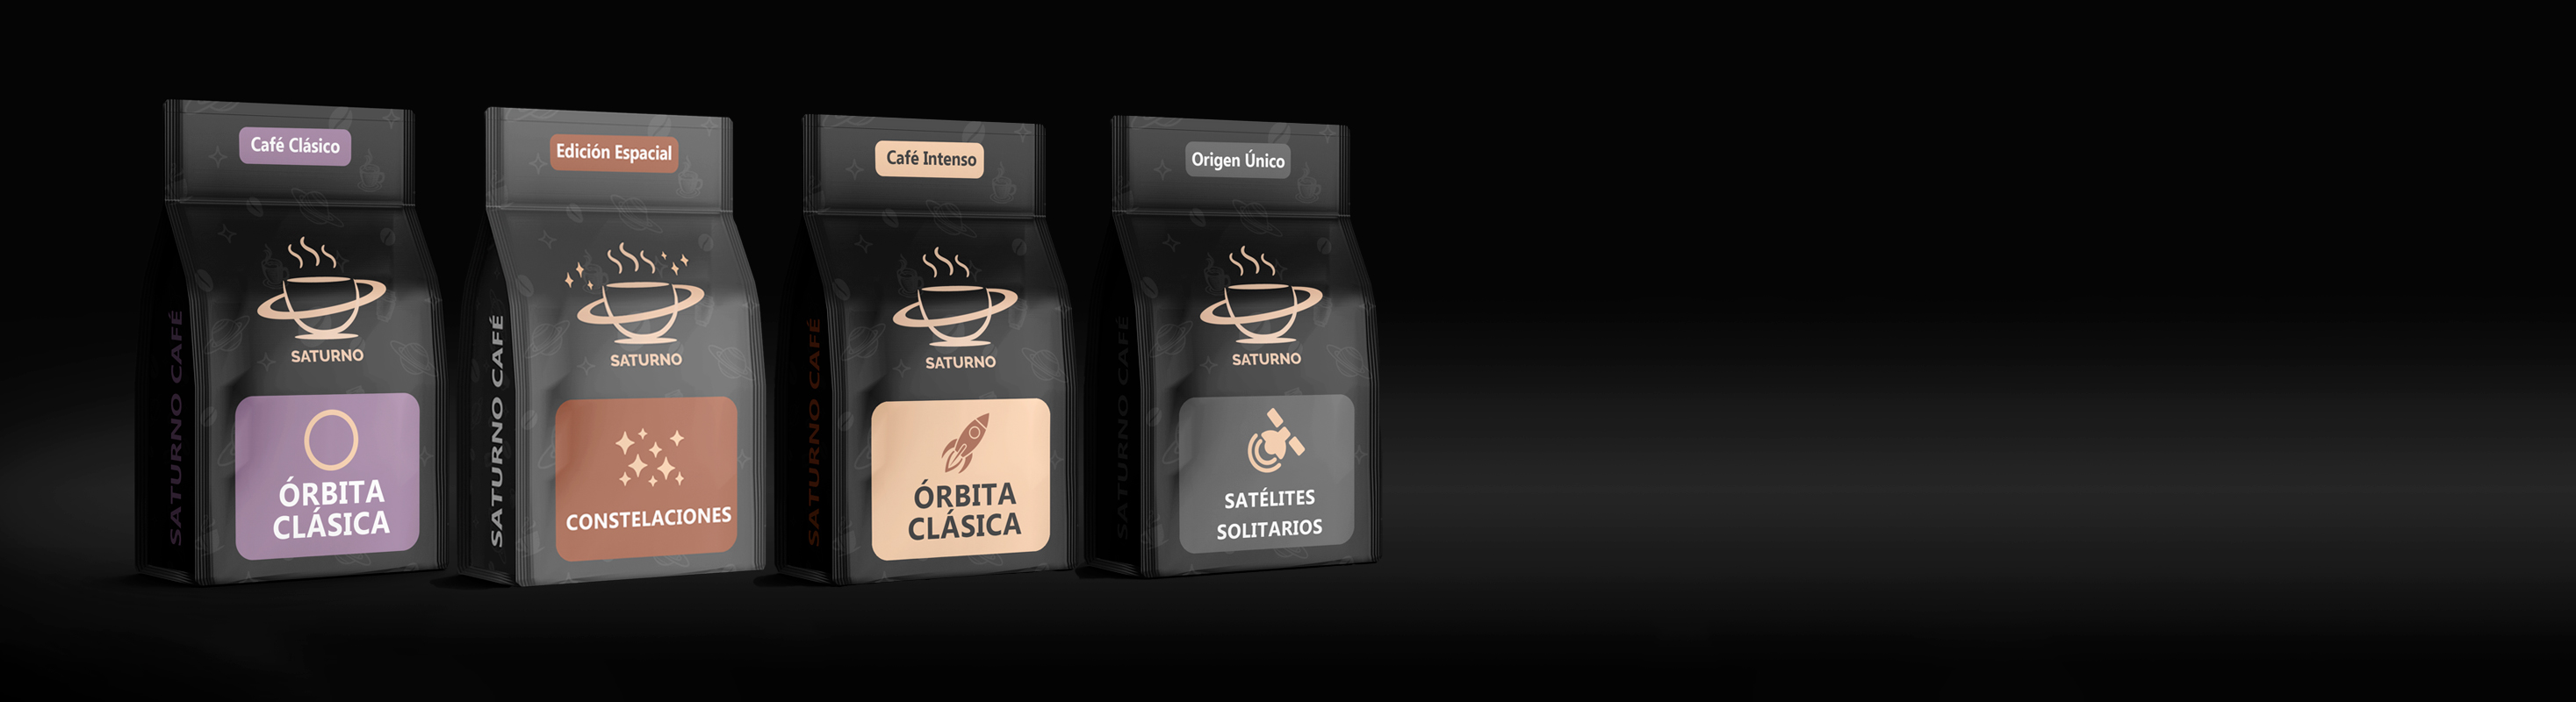 Café Clásico
SATURNO CAFÉ
SATURNO
ÓRBITA
CLÁSICA
Edición Espacial
SATURNO CAFÉ
SATURNO
CONSTELACIONES
Café Intenso
SATURNO CAFÉ
SATURNO
ÓRBITA
CLÁSICA
Origen Único
SATURNO CAFÉ
SATURNO
SATÉLITES
SOLITARIOS